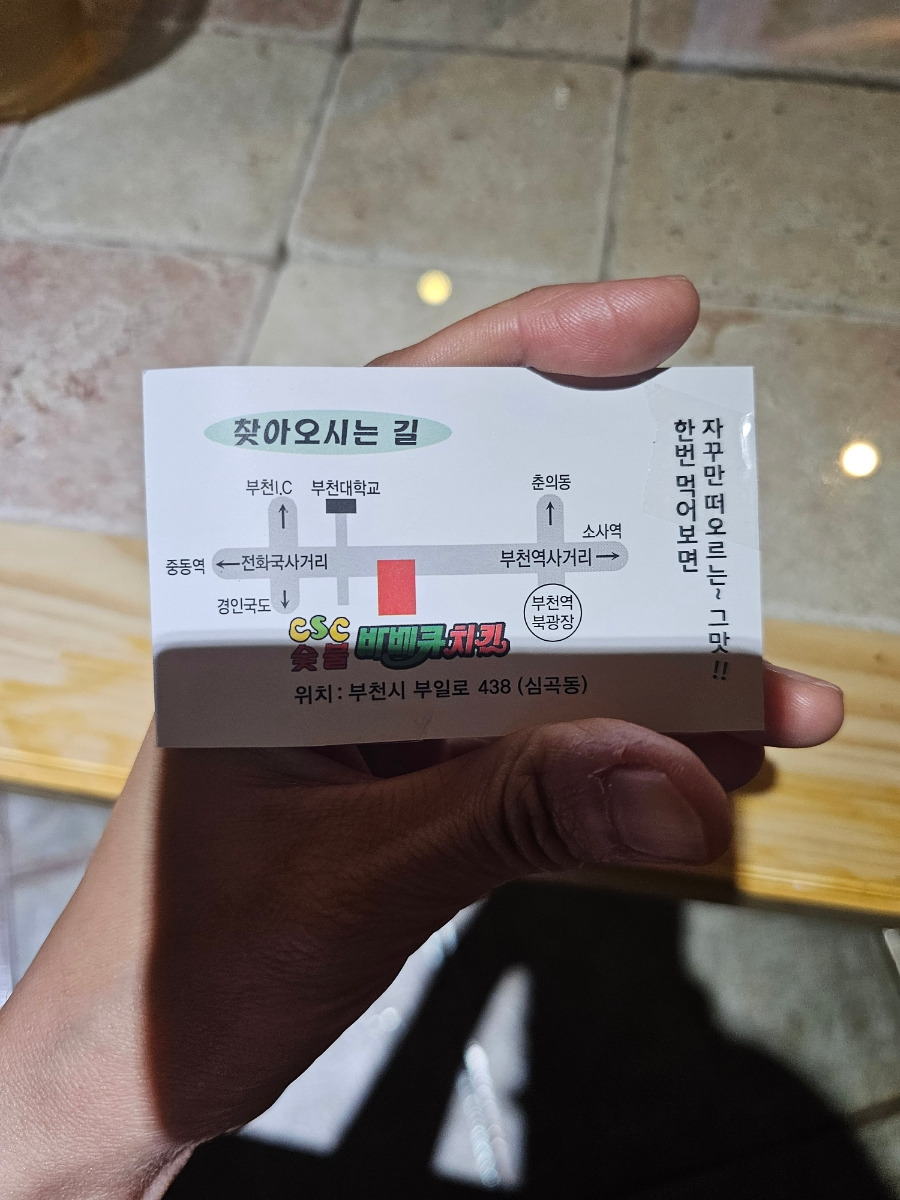 찾아오시는 길
부천I.C
부천대학교
춘의동
소사역
중동역
전화국사거리
부천역사거리
경인국도
부천역
북광장
CSC
숯불
바베큐치킨
위치 : 부천시 부일로 438 (심곡동)
한번 먹어보면
자꾸만 떠오르는~ 그맛!!